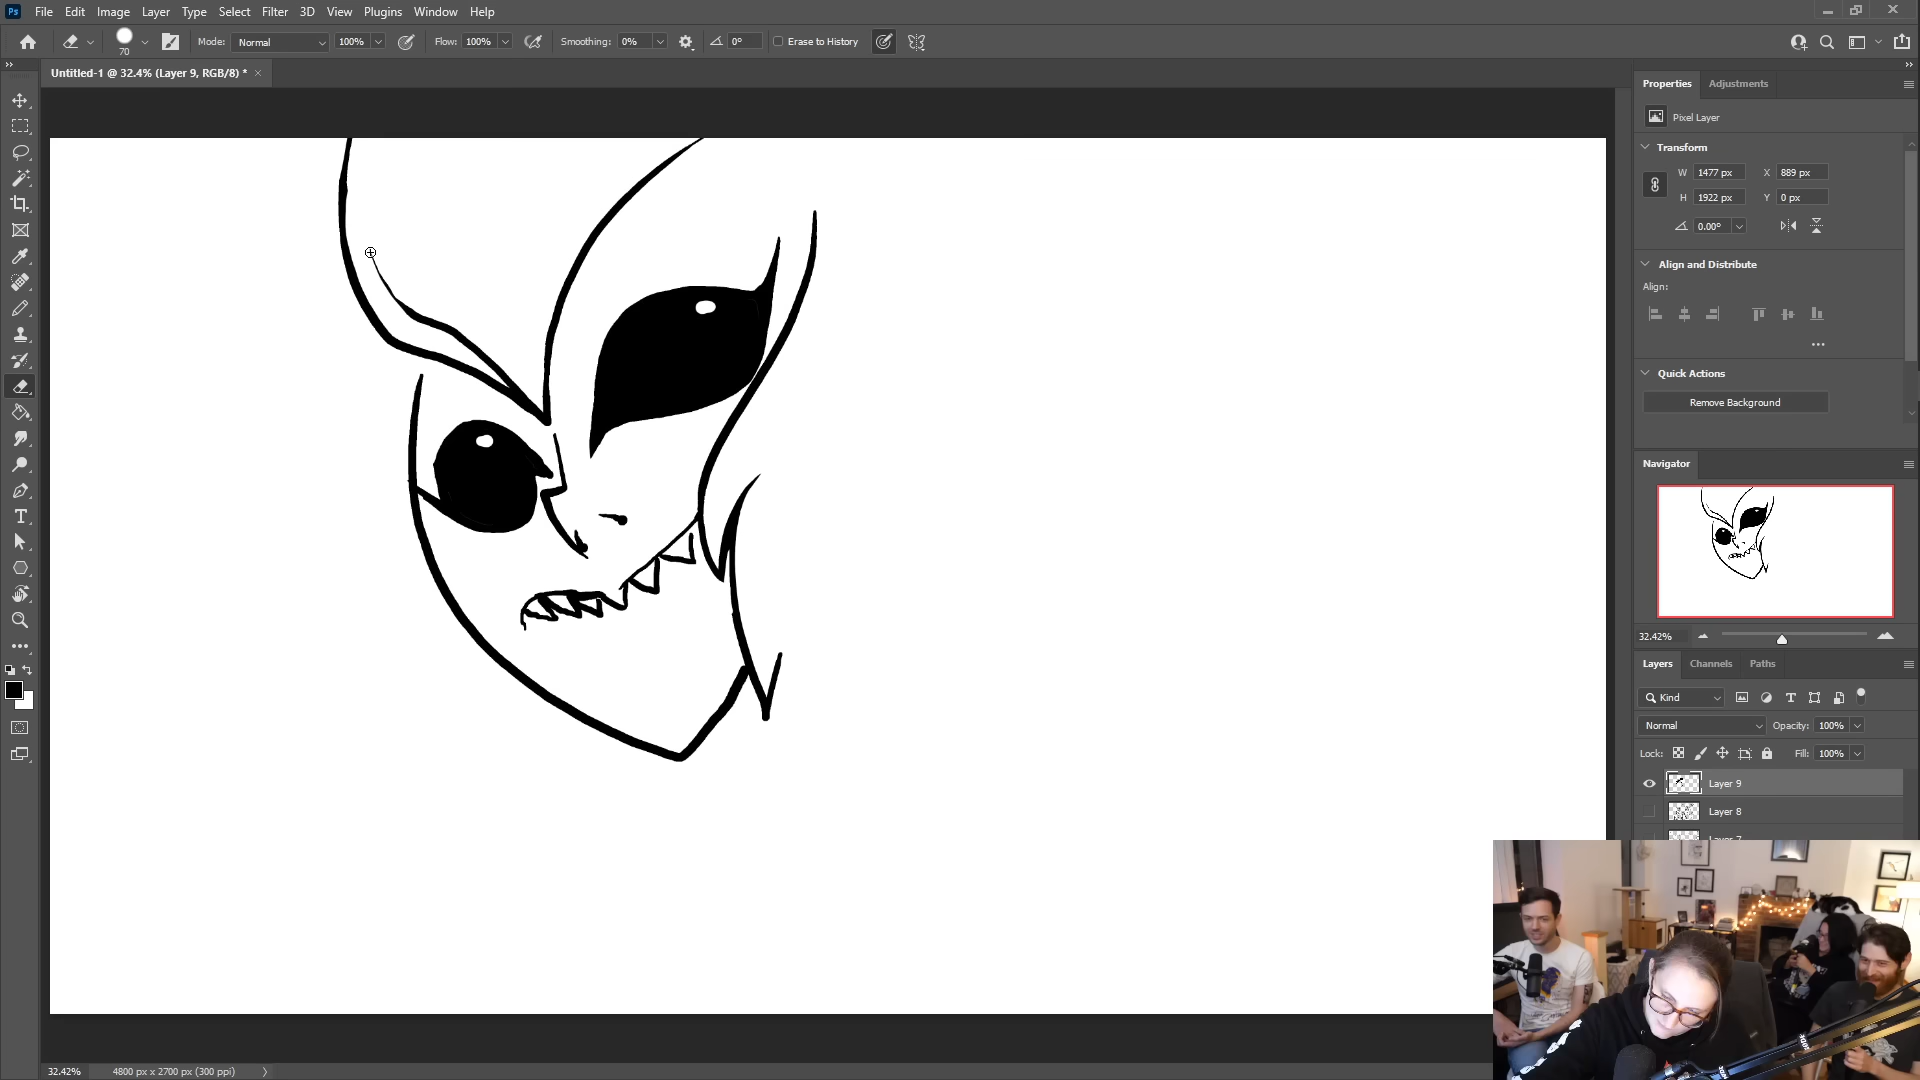 Ps File Edit Image Layer Type Select Filter 3D View Plugins Window Help
70 Mode: Normal 100% Flow: 100% Smoothing: 0% 0° Erase to History
Untitled-1 @ 32.4% (Layer 9, RGB/8) * ×
Properties Adjustments
Pixel Layer
Transform
W 1477 px X 889 px
H 1922 px Y 0 px
0.00°
Align and Distribute
Align:
Quick Actions
Remove Background
Navigator
32.42%
Layers Channels Paths
Kind
Normal Opacity: 100%
Lock: Fill: 100%
Layer 9
Layer 8
Layer 7
32.42% 4800 px x 2700 px (300 ppi)